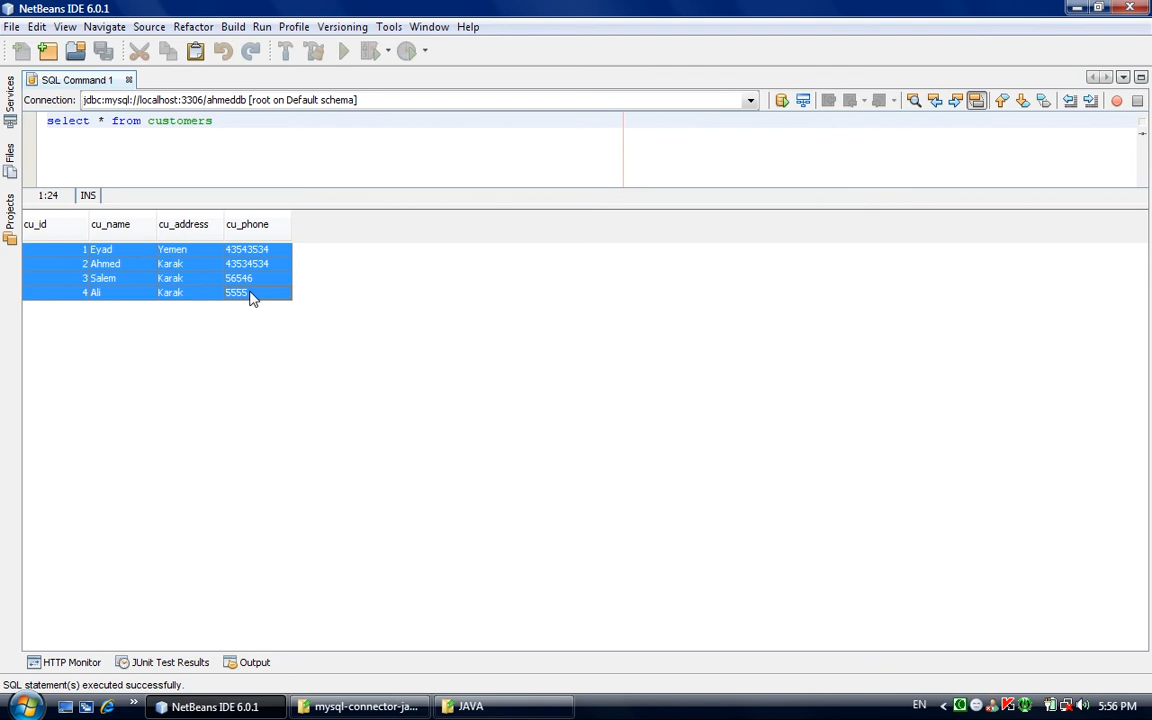 NetBeans IDE 6.0.1
File Edit View Navigate Source Refactor Build Run Profile Versioning Tools Window Help
SQL Command 1
Connection: jdbc:mysql://localhost:3306/ahmeddb [root on Default schema]
select * from customers
1:24 INS
cu_id cu_name cu_address cu_phone
1 Eyad Yemen 43543534
2 Ahmed Karak 43534534
3 Salem Karak 56546
4 Ali Karak 5555
Services
Files
Projects
HTTP Monitor JUnit Test Results Output
SQL statement(s) executed successfully.
NetBeans IDE 6.0.1 mysql-connector-ja... JAVA EN 5:56 PM